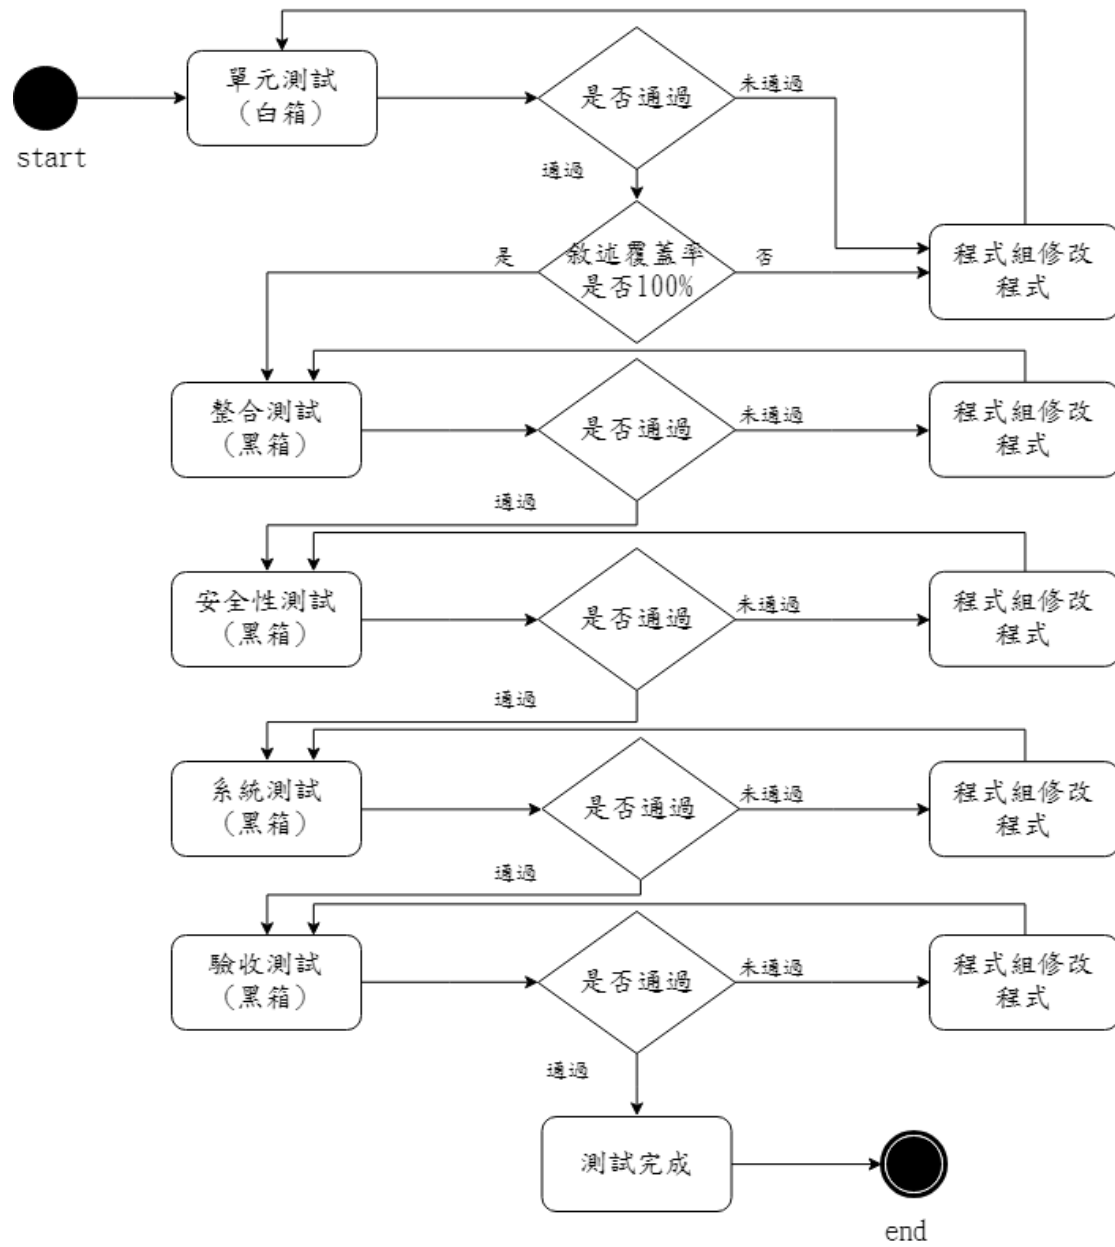 單元測試
（白箱）
是否通過
未通過
start
通過
是
敘述覆蓋率
是否100%
否
程式組修改
程式
整合測試
（黑箱）
是否通過
未通過
程式組修改
程式
通過
安全性測試
（黑箱）
是否通過
未通過
程式組修改
程式
通過
系統測試
（黑箱）
是否通過
未通過
程式組修改
程式
通過
驗收測試
（黑箱）
是否通過
未通過
程式組修改
程式
通過
測試完成
end